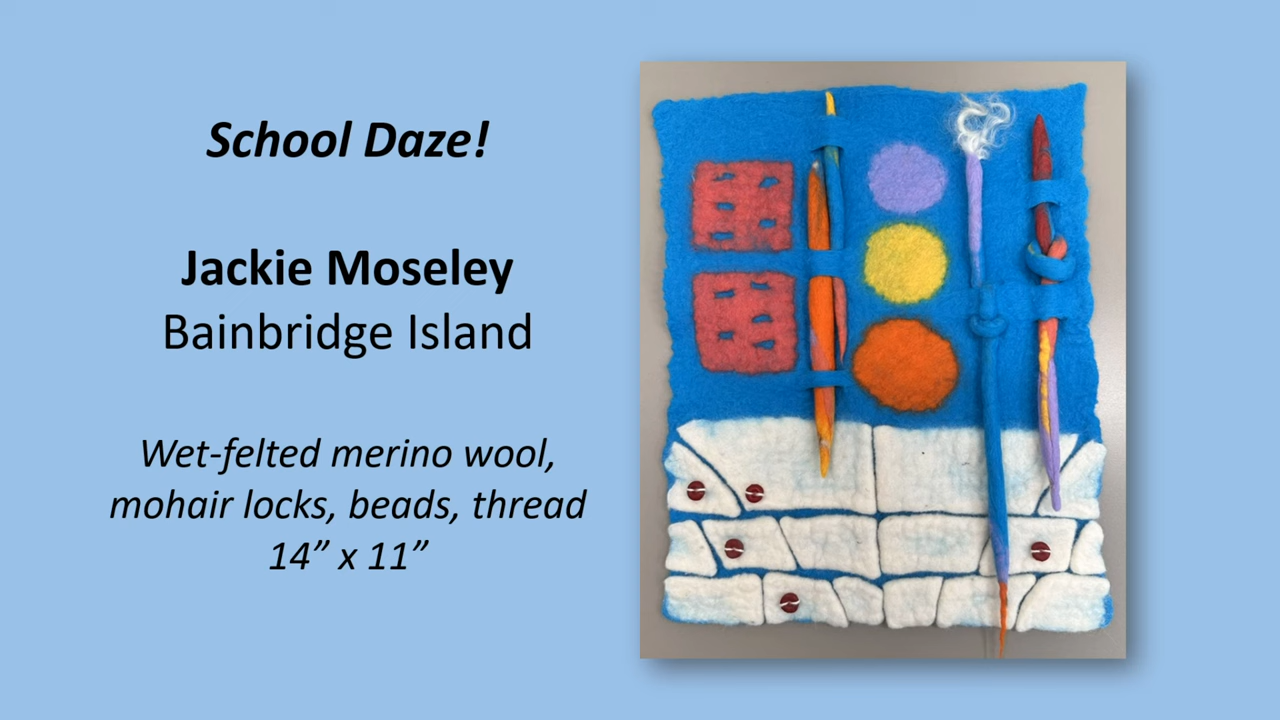 School Daze!
Jackie Moseley
Bainbridge Island
Wet-felted merino wool,
mohair locks, beads, thread
14” x 11”